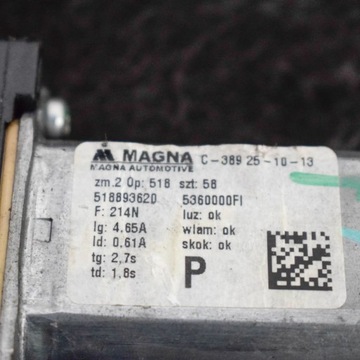 MAGNA C-389 25-10-13
MAGNA AUTOMOTIVE
zm.2 Op: 518 szt: 58
518893620 5360000FI
F: 214N luz: ok
Ig: 4,65A wlam: ok
Id: 0,61A skok: ok
tg: 2,7s
td: 1,8s
P